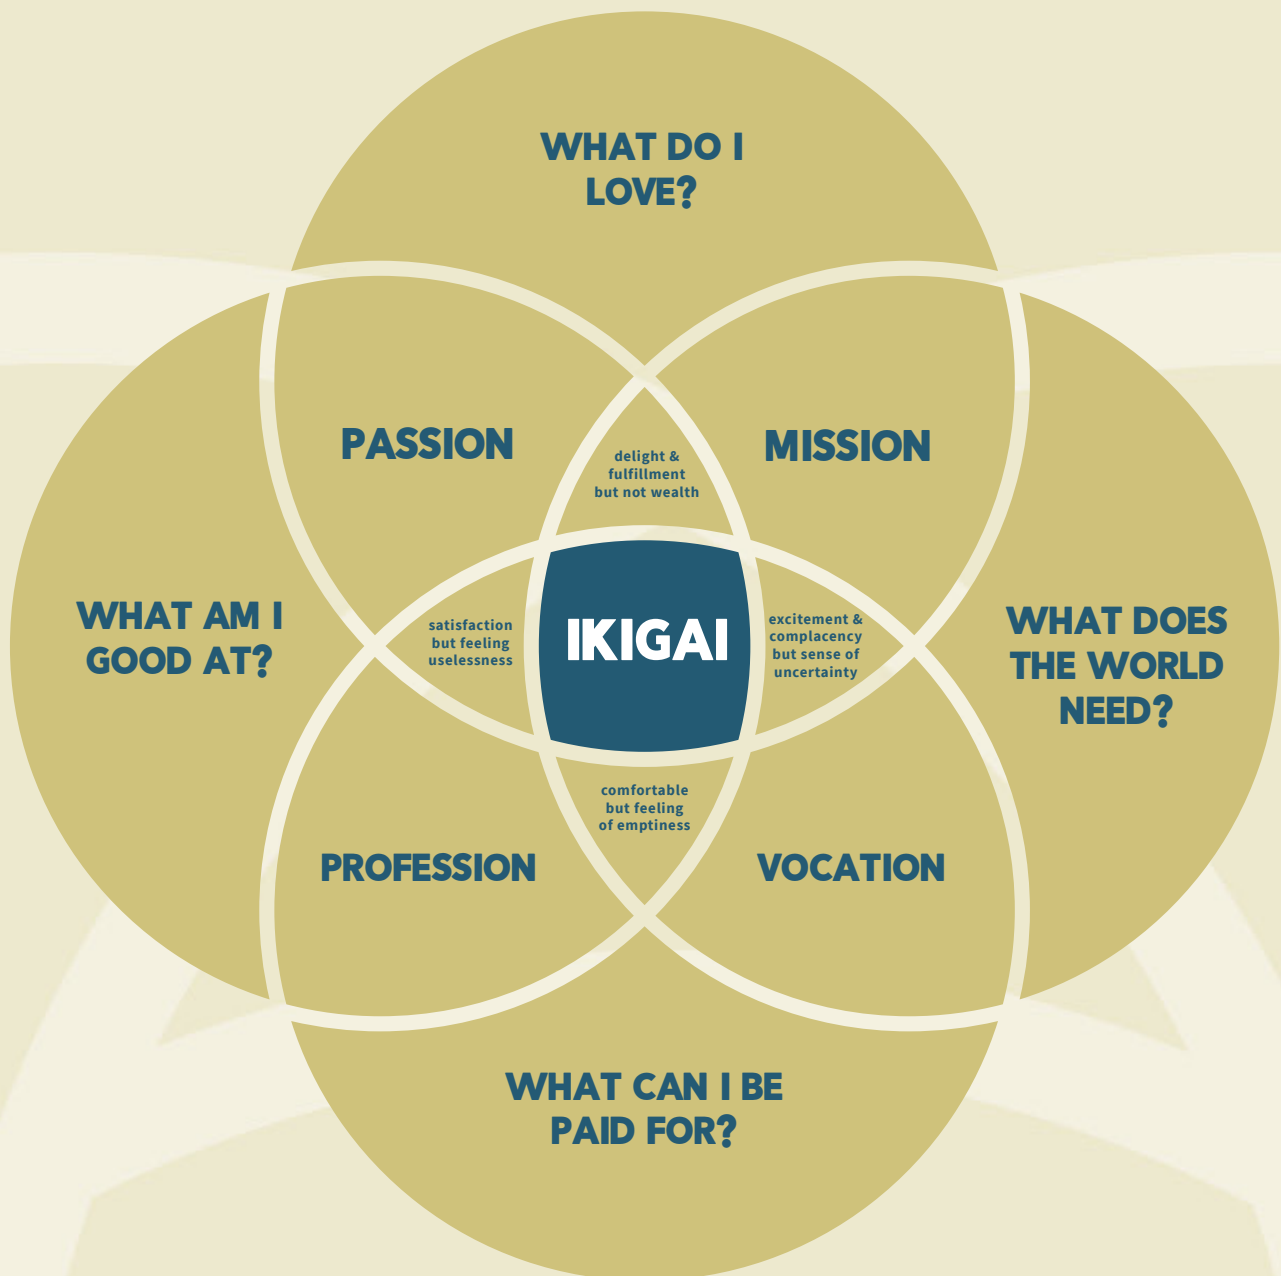 WHAT DO I
LOVE?
PASSION
MISSION
delight &
fulfillment
but not wealth
WHAT AM I
GOOD AT?
satisfaction
but feeling
uselessness
IKIGAI
excitement &
complacency
but sense of
uncertainty
WHAT DOES
THE WORLD
NEED?
comfortable
but feeling
of emptiness
PROFESSION
VOCATION
WHAT CAN I BE
PAID FOR?